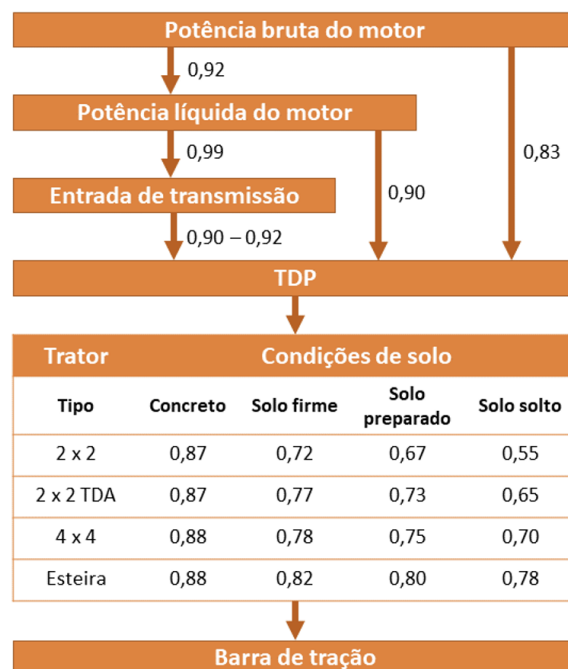 Potência bruta do motor
0,92
Potência líquida do motor
0,99
0,83
Entrada de transmissão
0,90
0,90 – 0,92
TDP
Trator Condições de solo
Tipo Concreto Solo firme Solo preparado Solo solto
2 x 2 0,87 0,72 0,67 0,55
2 x 2 TDA 0,87 0,77 0,73 0,65
4 x 4 0,88 0,78 0,75 0,70
Esteira 0,88 0,82 0,80 0,78
Barra de tração